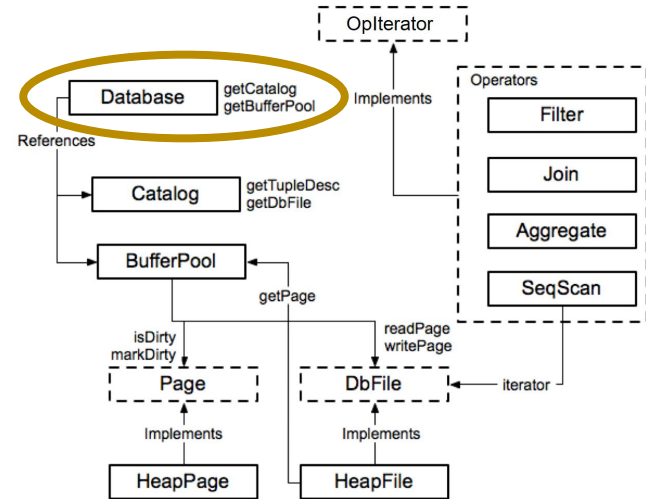 OpIterator
Database
getCatalog
getBufferPool
References
Implements
Operators
Filter
Join
Aggregate
SeqScan
Catalog
getTupleDesc
getDbFile
BufferPool
getPage
isDirty
markDirty
readPage
writePage
Page
DbFile
iterator
Implements
Implements
HeapPage
HeapFile